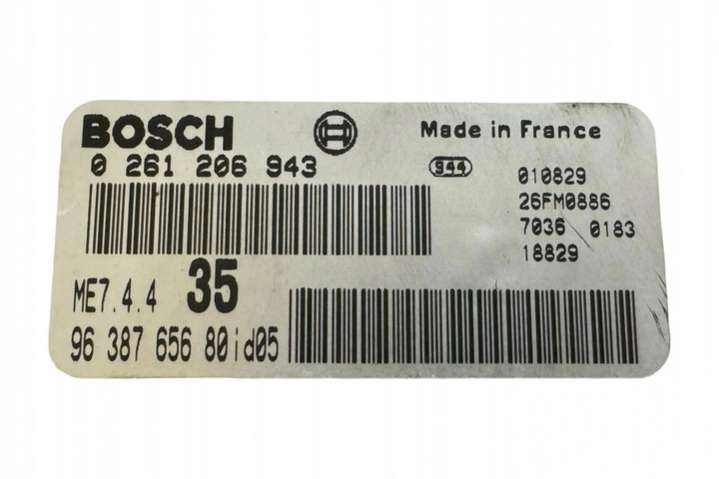 BOSCH
Made in France
0 261 206 943
944
010829
26FM0886
7036 0183
18829
ME7.4.4 35
96 387 656 80id05